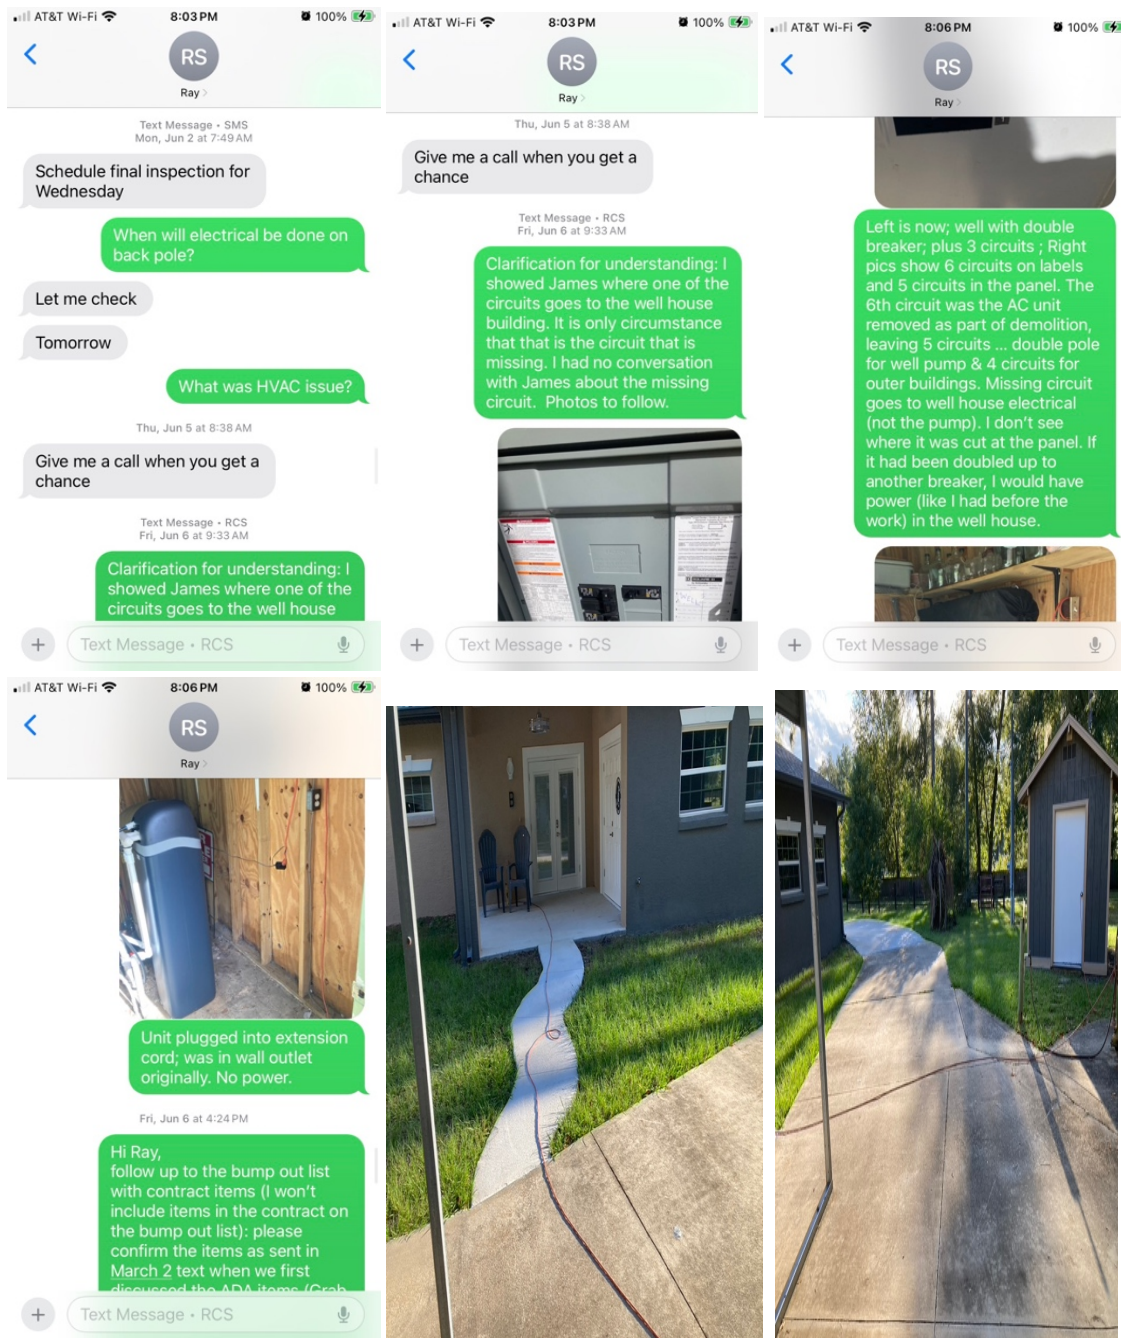 AT&T Wi-Fi 8:03 PM 100%
RS
Ray
Text Message • SMS
Mon, Jun 2 at 7:49 AM
Schedule final inspection for
Wednesday
When will electrical be done on
back pole?
Let me check
Tomorrow
What was HVAC issue?
Thu, Jun 5 at 8:38 AM
Give me a call when you get a
chance
Text Message • RCS
Fri, Jun 6 at 9:33 AM
Clarification for understanding: I
showed James where one of the
circuits goes to the well house
Text Message • RCS
AT&T Wi-Fi 8:03 PM 100%
RS
Ray
Thu, Jun 5 at 8:38 AM
Give me a call when you get a
chance
Text Message • RCS
Fri, Jun 6 at 9:33 AM
Clarification for understanding: I
showed James where one of the
circuits goes to the well house
building. It is only circumstance
that that is the circuit that is
missing. I had no conversation
with James about the missing
circuit. Photos to follow.
Text Message • RCS
AT&T Wi-Fi 8:06 PM 100%
RS
Ray
Left is now; well with double
breaker; plus 3 circuits ; Right
pics show 6 circuits on labels
and 5 circuits in the panel. The
6th circuit was the AC unit
removed as part of demolition,
leaving 5 circuits ... double pole
for well pump & 4 circuits for
outer buildings. Missing circuit
goes to well house electrical
(not the pump). I don't see
where it was cut at the panel. If
it had been doubled up to
another breaker, I would have
power (like I had before the
work) in the well house.
Text Message • RCS
AT&T Wi-Fi 8:06 PM 100%
RS
Ray
Unit plugged into extension
cord; was in wall outlet
originally. No power.
Fri, Jun 6 at 4:24 PM
Hi Ray,
follow up to the bump out list
with contract items (I won't
include items in the contract on
the bump out list): please
confirm the items as sent in
March 2 text when we first
discussed the ADA items (Grab
Text Message • RCS